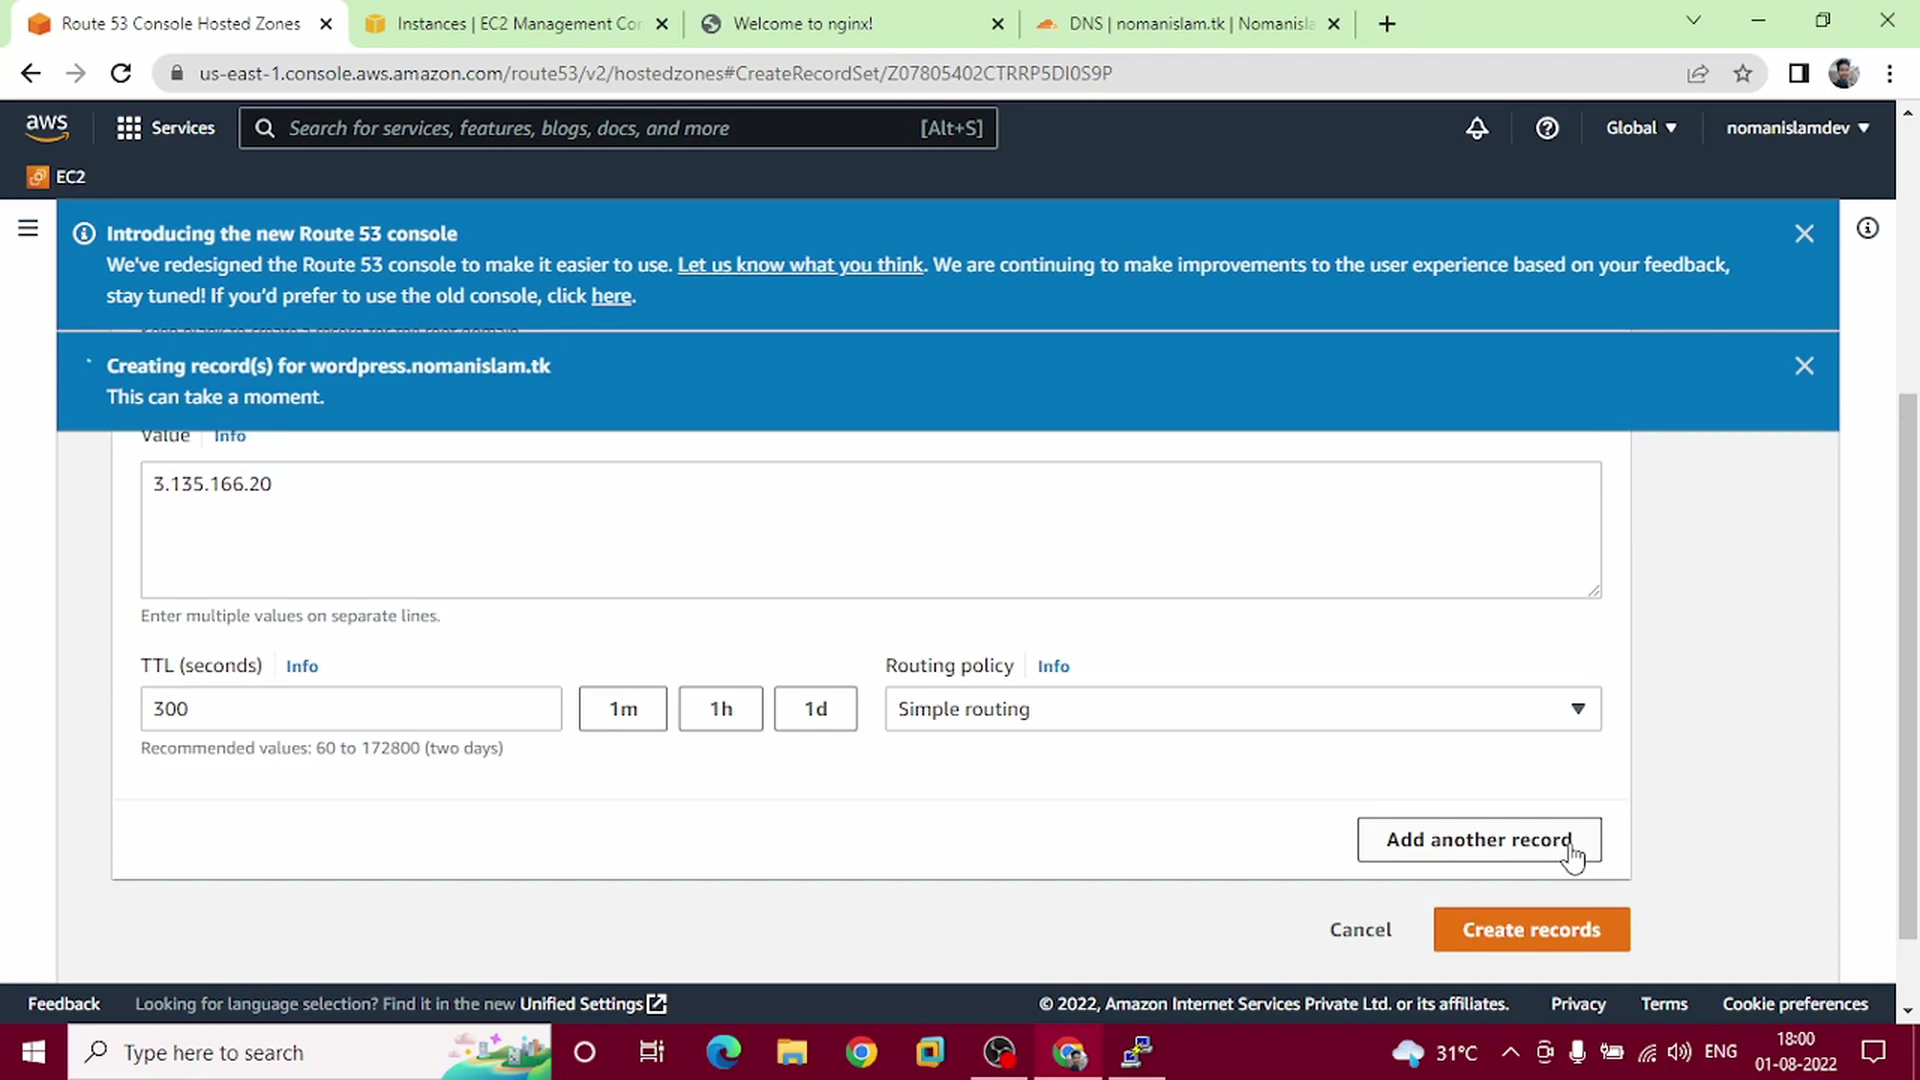 Route 53 Console Hosted Zones
Instances | EC2 Management Con
Welcome to nginx!
DNS | nomanislam.tk | Nomanisla
us-east-1.console.aws.amazon.com/route53/v2/hostedzones#CreateRecordSet/Z07805402CTRRP5DI0S9P
aws
Services
Search for services, features, blogs, docs, and more
[Alt+S]
Global
nomanislamdev
EC2
Introducing the new Route 53 console
We've redesigned the Route 53 console to make it easier to use. Let us know what you think. We are continuing to make improvements to the user experience based on your feedback,
stay tuned! If you'd prefer to use the old console, click here.
Creating record(s) for wordpress.nomanislam.tk
This can take a moment.
Value Info
3.135.166.20
Enter multiple values on separate lines.
TTL (seconds) Info
Routing policy Info
300
1m
1h
1d
Simple routing
Recommended values: 60 to 172800 (two days)
Add another record
Cancel
Create records
Feedback
Looking for language selection? Find it in the new Unified Settings
© 2022, Amazon Internet Services Private Ltd. or its affiliates.
Privacy
Terms
Cookie preferences
Type here to search
31°C
ENG
18:00
01-08-2022